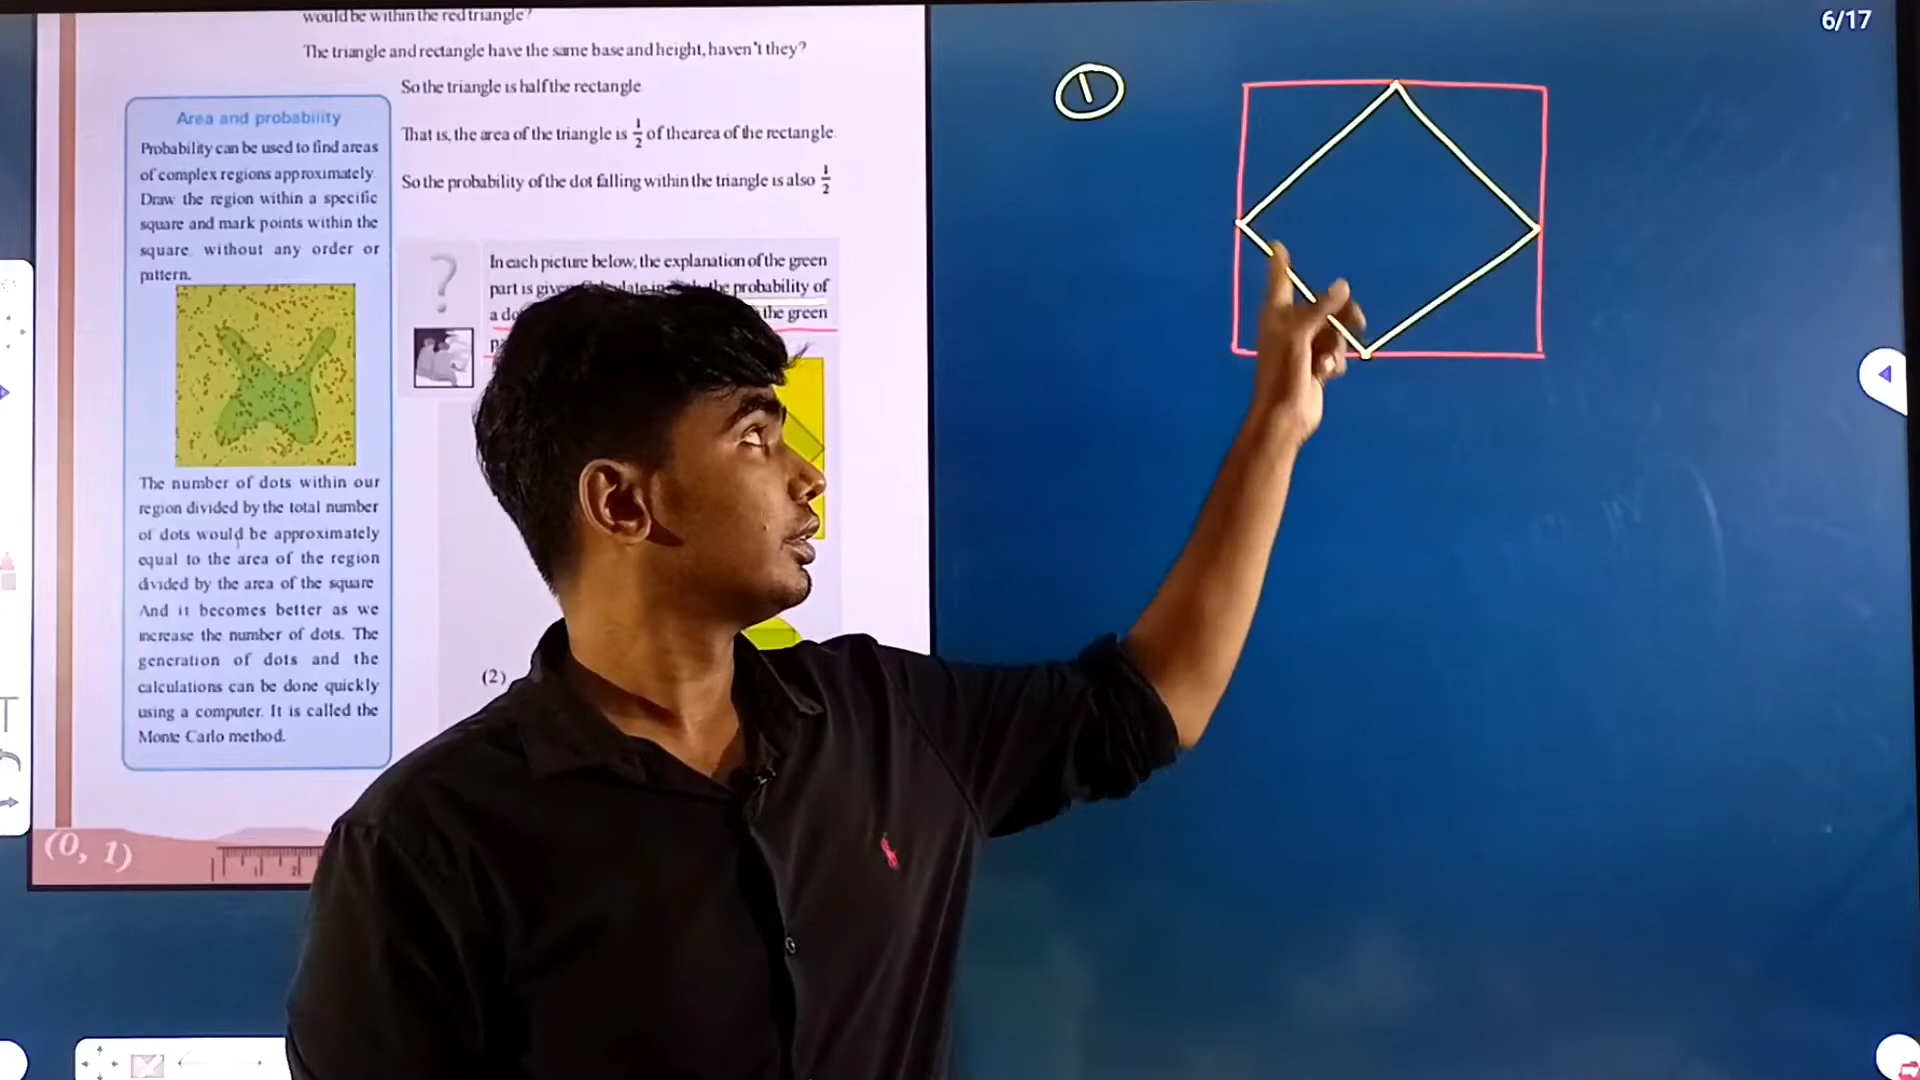 6/17
would be within the red triangle?
The triangle and rectangle have the same base and height, haven't they?
So the triangle is half the rectangle.
That is, the area of the triangle is 1/2 of the area of the rectangle.
So the probability of the dot falling within the triangle is also 1/2
Area and probability
Probability can be used to find areas
of complex regions approximately.
Draw the region within a specific
square and mark points within the
square without any order or
pattern.
The number of dots within our
region divided by the total number
of dots would be approximately
equal to the area of the region
divided by the area of the square
And it becomes better as we
increase the number of dots. The
generation of dots and the
calculations can be done quickly
using a computer. It is called the
Monte Carlo method.
?
In each picture below, the explanation of the green
part is given the probability of
a the green
(2)
(0, 1)
1